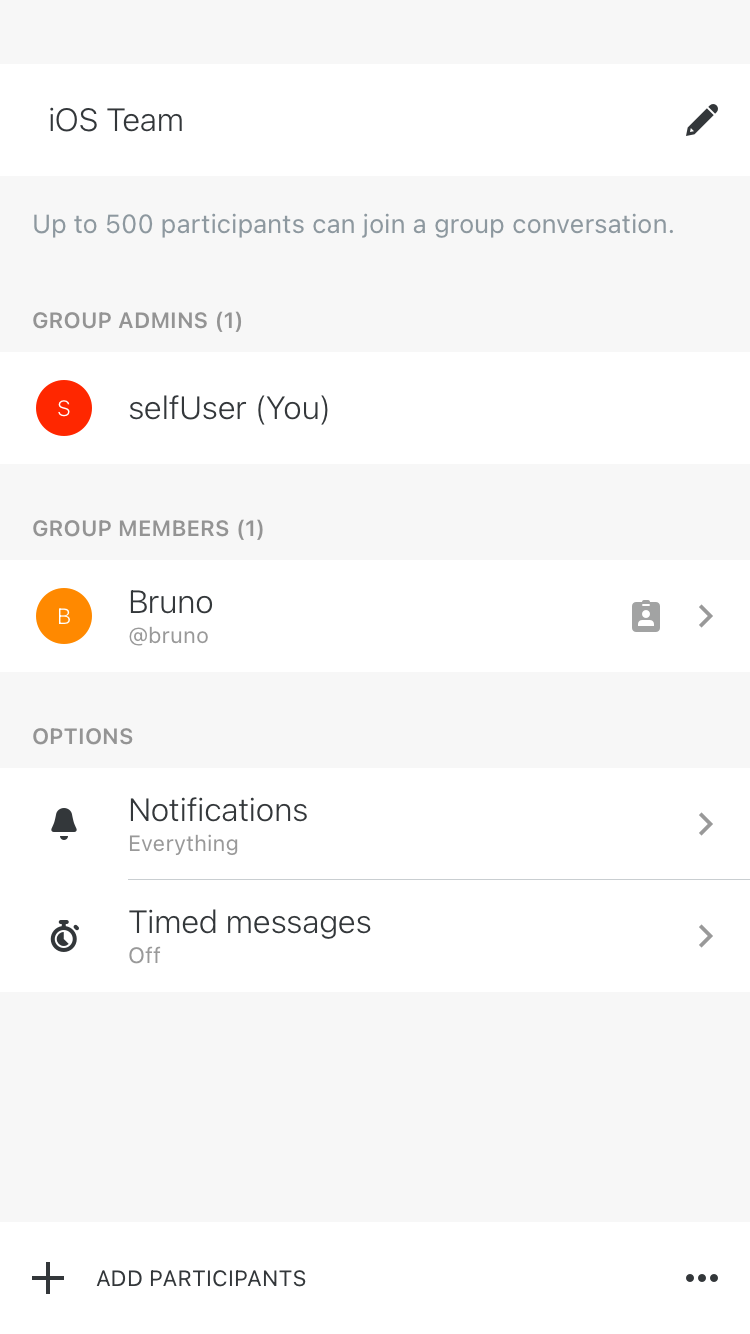 iOS Team
Up to 500 participants can join a group conversation.
GROUP ADMINS (1)
S
selfUser (You)
GROUP MEMBERS (1)
B
Bruno
@bruno
OPTIONS
Notifications
Everything
Timed messages
Off
ADD PARTICIPANTS